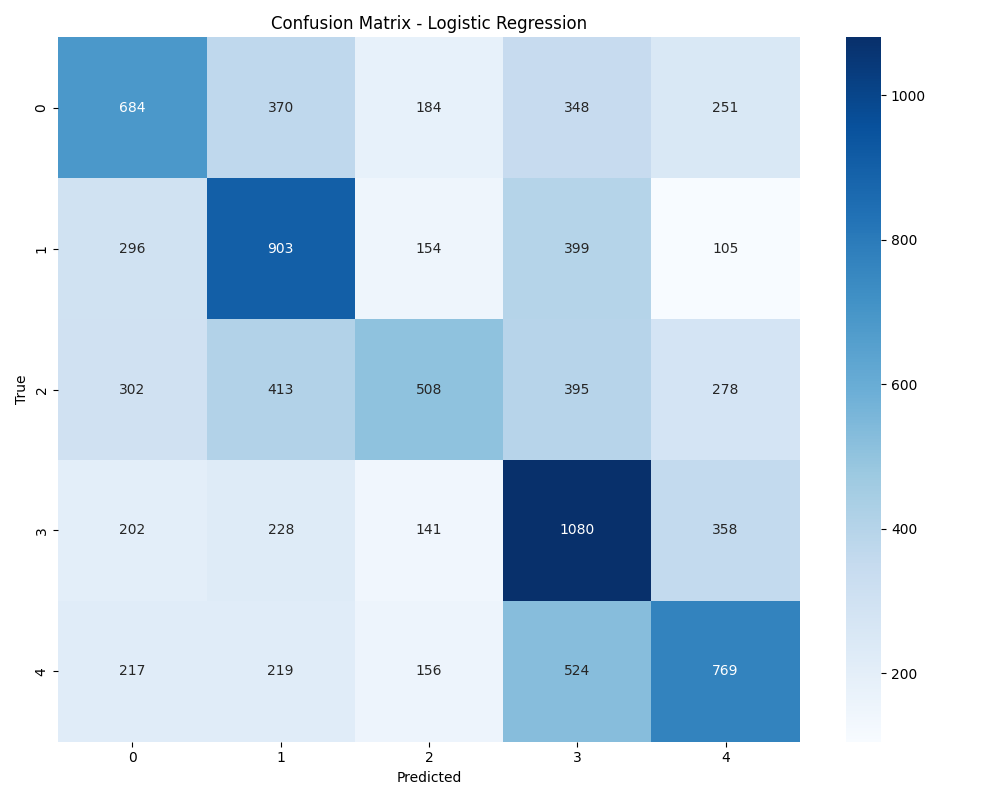 Confusion Matrix - Logistic Regression
0 684 370 184 348 251
1 296 903 154 399 105
2 302 413 508 395 278
3 202 228 141 1080 358
4 217 219 156 524 769
0 1 2 3 4
Predicted
True
1000
800
600
400
200